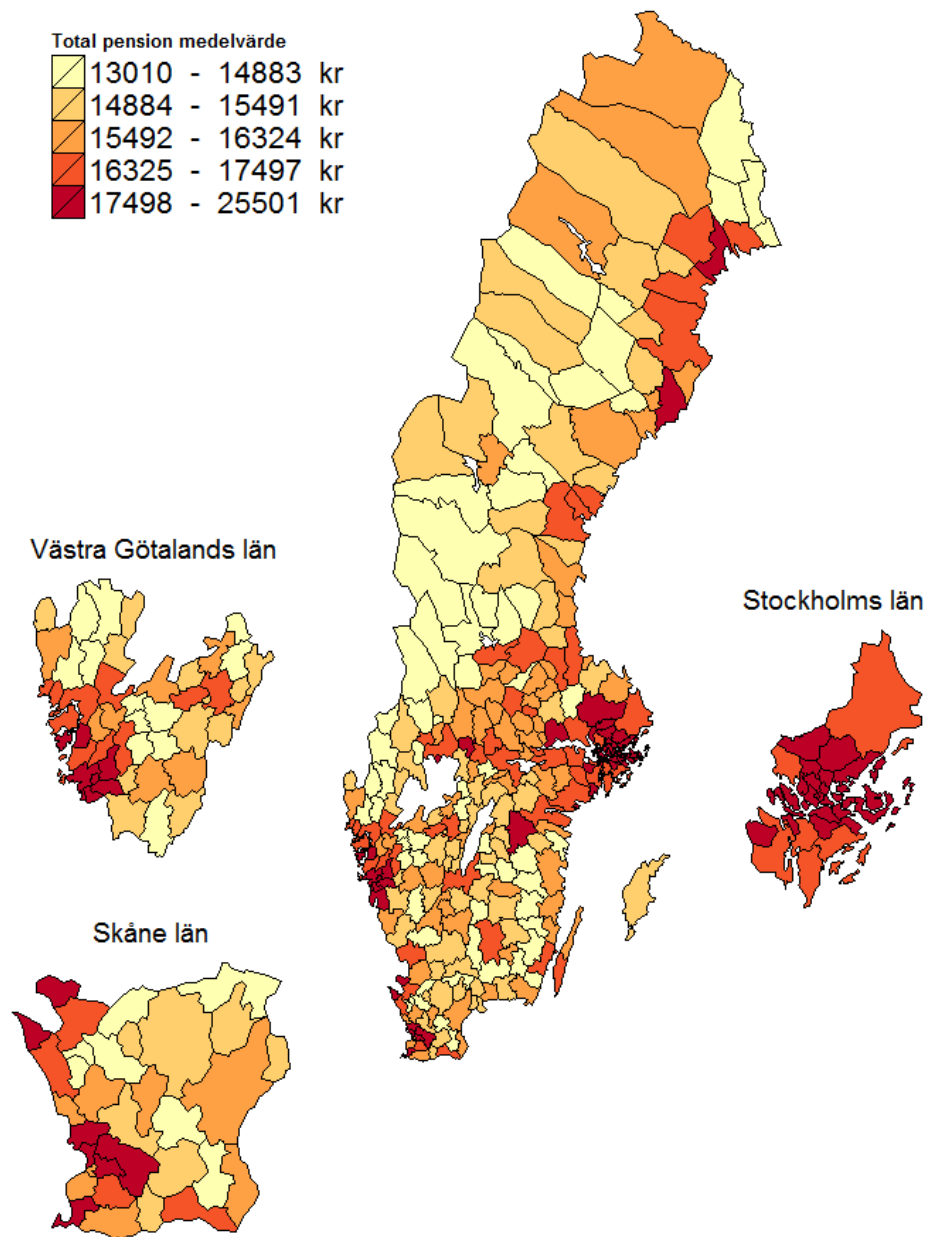 Total pension medelvärde
13010 - 14883 kr
14884 - 15491 kr
15492 - 16324 kr
16325 - 17497 kr
17498 - 25501 kr
Västra Götalands län
Stockholms län
Skåne län